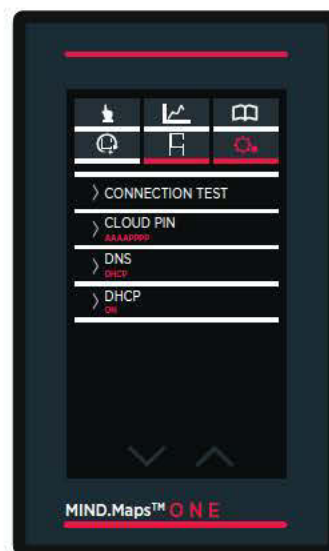 CONNECTION TEST
CLOUD PIN
AAAAPPPP
DNS
DHCP
DHCP
ON
MIND.Maps™ ONE